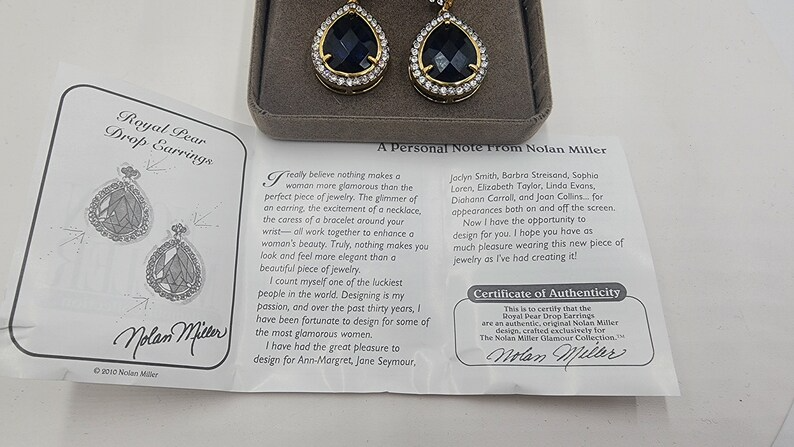 Royal Pear
Drop Earrings
Nolan Miller
© 2010 Nolan Miller
A Personal Note From Nolan Miller
I really believe nothing makes a
woman more glamorous than the
perfect piece of jewelry. The glimmer of
an earring, the excitement of a necklace,
the caress of a bracelet around your
wrist— all work together to enhance a
woman's beauty. Truly, nothing makes you
look and feel more elegant than a
beautiful piece of jewelry.
I count myself one of the luckiest
people in the world. Designing is my
passion, and over the past thirty years, I
have been fortunate to design for some of
the most glamorous women.
I have had the great pleasure to
design for Ann-Margret, Jane Seymour,
Jaclyn Smith, Barbra Streisand, Sophia
Loren, Elizabeth Taylor, Linda Evans,
Diahann Carroll, and Joan Collins... for
appearances both on and off the screen.
Now I have the opportunity to
design for you. I hope you have as
much pleasure wearing this new piece of
jewelry as I've had creating it!
Certificate of Authenticity
This is to certify that the
Royal Pear Drop Earrings
are an authentic, original Nolan Miller
design, crafted exclusively for
The Nolan Miller Glamour Collection.™
Nolan Miller